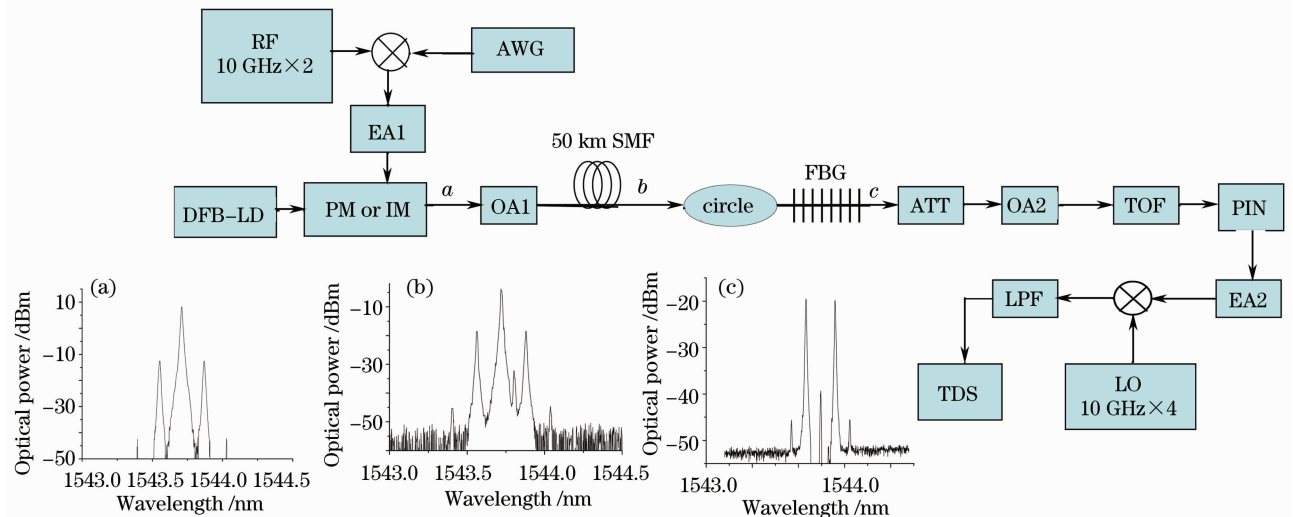 RF
10 GHz×2
AWG
EA1
50 km SMF
FBG
DFB–LD
PM or IM
a
OA1
b
circle
c
ATT
OA2
TOF
PIN
EA2
LPF
TDS
LO
10 GHz×4
(a)
Optical power /dBm
10
−10
−30
−50
1543.0
1543.5
1544.0
1544.5
Wavelength /nm
(b)
Optical power /dBm
−10
−30
−50
1543.0
1543.5
1544.0
1544.5
Wavelength /nm
(c)
Optical power /dBm
−20
−30
−40
−50
1543.0
1544.0
Wavelength /nm